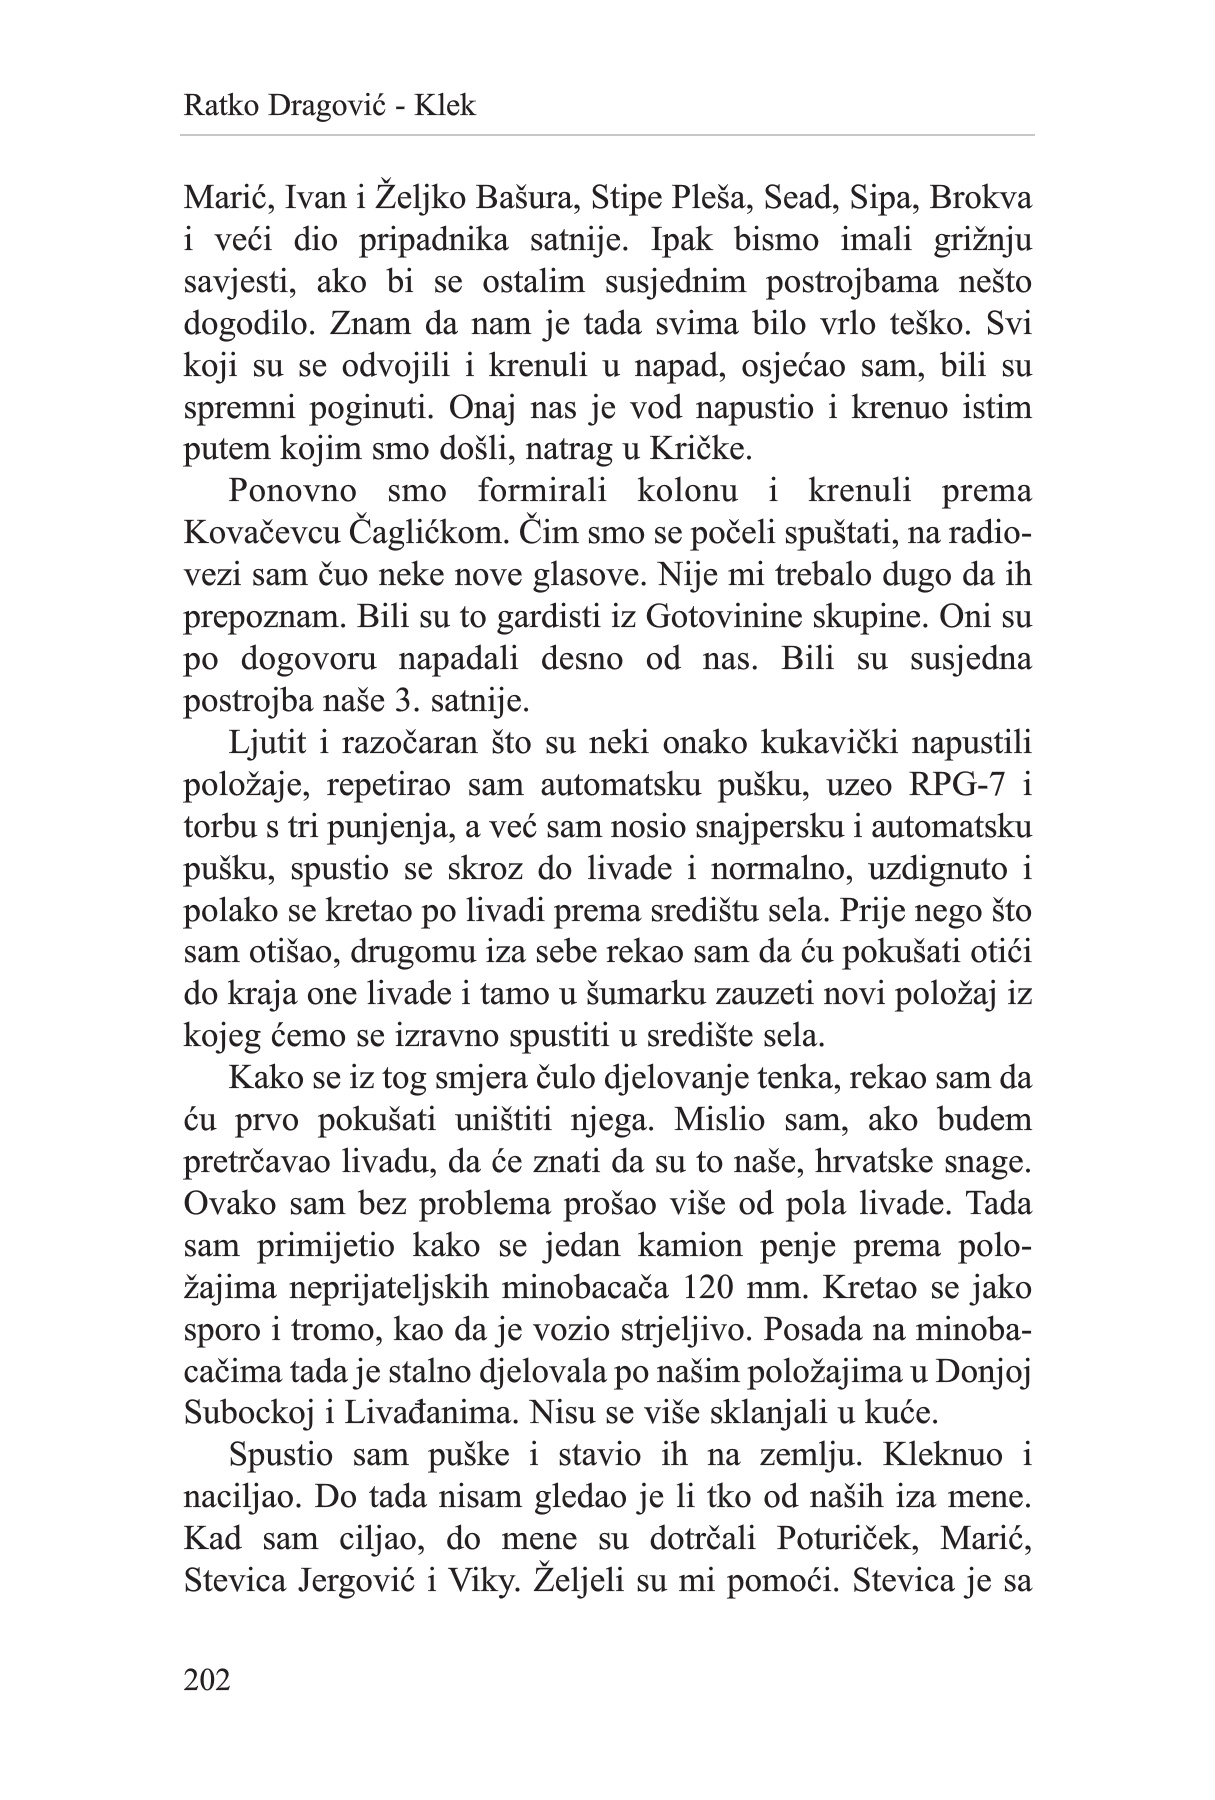 Ratko Dragović - Klek
Marić, Ivan i Željko Bašura, Stipe Pleša, Sead, Sipa, Brokva
i veći dio pripadnika satnije. Ipak bismo imali grižnju
savjesti, ako bi se ostalim susjednim postrojbama nešto
dogodilo. Znam da nam je tada svima bilo vrlo teško. Svi
koji su se odvojili i krenuli u napad, osjećao sam, bili su
spremni poginuti. Onaj nas je vod napustio i krenuo istim
putem kojim smo došli, natrag u Kričke.
Ponovno smo formirali kolonu i krenuli prema
Kovačevcu Čaglićkom. Čim smo se počeli spuštati, na radio-
vezi sam čuo neke nove glasove. Nije mi trebalo dugo da ih
prepoznam. Bili su to gardisti iz Gotovinine skupine. Oni su
po dogovoru napadali desno od nas. Bili su susjedna
postrojba naše 3. satnije.
Ljutit i razočaran što su neki onako kukavički napustili
položaje, repetirao sam automatsku pušku, uzeo RPG-7 i
torbu s tri punjenja, a već sam nosio snajpersku i automatsku
pušku, spustio se skroz do livade i normalno, uzdignuto i
polako se kretao po livadi prema središtu sela. Prije nego što
sam otišao, drugomu iza sebe rekao sam da ću pokušati otići
do kraja one livade i tamo u šumarku zauzeti novi položaj iz
kojeg ćemo se izravno spustiti u središte sela.
Kako se iz tog smjera čulo djelovanje tenka, rekao sam da
ću prvo pokušati uništiti njega. Mislio sam, ako budem
pretrčavao livadu, da će znati da su to naše, hrvatske snage.
Ovako sam bez problema prošao više od pola livade. Tada
sam primijetio kako se jedan kamion penje prema polo-
žajima neprijateljskih minobacača 120 mm. Kretao se jako
sporo i tromo, kao da je vozio strjeljivo. Posada na minoba-
cačima tada je stalno djelovala po našim položajima u Donjoj
Subockoj i Livađanima. Nisu se više sklanjali u kuće.
Spustio sam puške i stavio ih na zemlju. Kleknuo i
naciljao. Do tada nisam gledao je li tko od naših iza mene.
Kad sam ciljao, do mene su dotrčali Poturiček, Marić,
Stevica Jergović i Viky. Željeli su mi pomoći. Stevica je sa
202